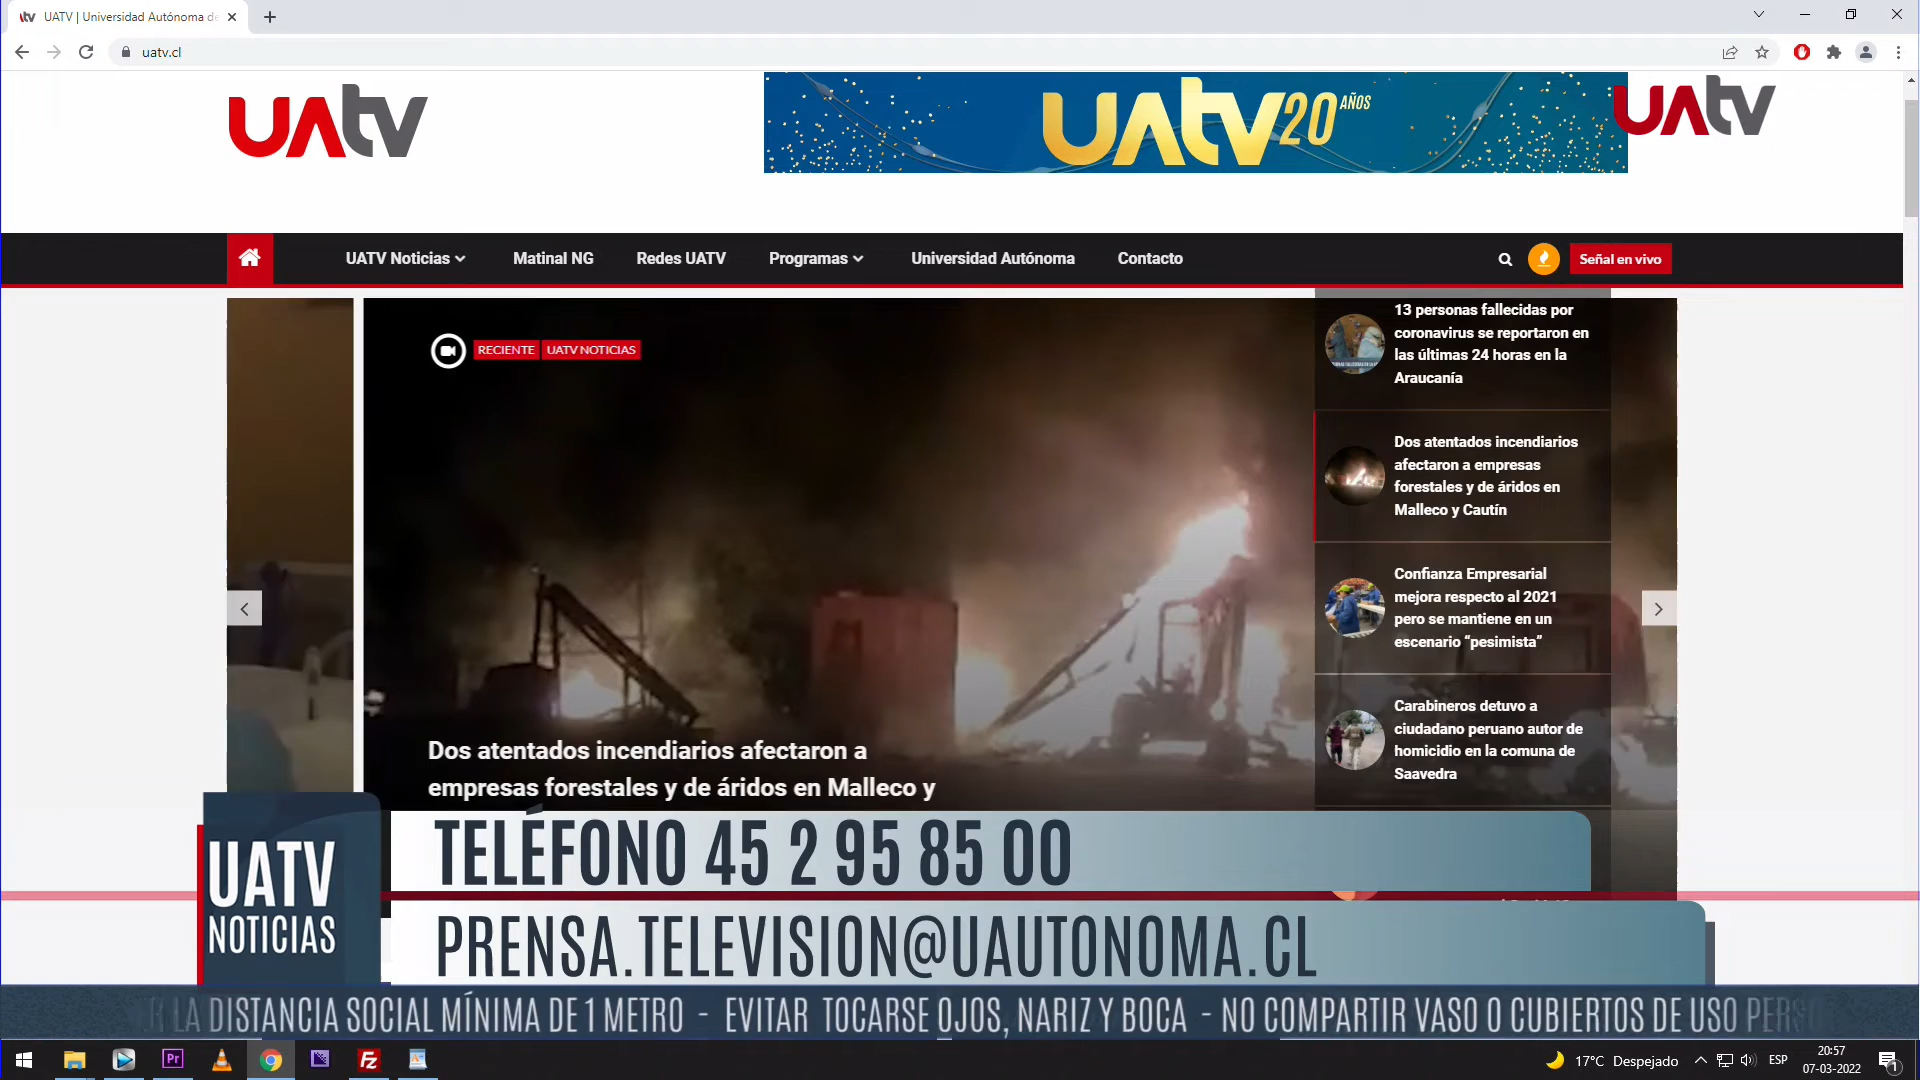 UATV | Universidad Autónoma de
uatv.cl
UATV
UATV 20 AÑOS
UATV
UATV Noticias
Matinal NG
Redes UATV
Programas
Universidad Autónoma
Contacto
Señal en vivo
RECIENTE
UATV NOTICIAS
Dos atentados incendiarios afectaron a
empresas forestales y de áridos en Malleco y
13 personas fallecidas por
coronavirus se reportaron en
las últimas 24 horas en la
Araucanía
Dos atentados incendiarios
afectaron a empresas
forestales y de áridos en
Malleco y Cautín
Confianza Empresarial
mejora respecto al 2021
pero se mantiene en un
escenario “pesimista”
Carabineros detuvo a
ciudadano peruano autor de
homicidio en la comuna de
Saavedra
UATV
NOTICIAS
TELÉFONO 45 2 95 85 00
PRENSA.TELEVISION@UAUTONOMA.CL
LA DISTANCIA SOCIAL MÍNIMA DE 1 METRO - EVITAR TOCARSE OJOS, NARIZ Y BOCA - NO COMPARTIR VASO O CUBIERTOS DE USO
Pr
Fz
17°C Despejado
ESP
20:57
07-03-2022
1